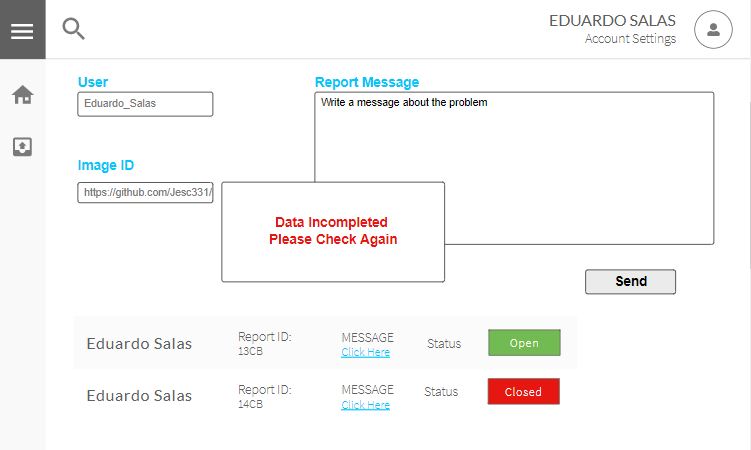 EDUARDO SALAS
Account Settings
User
Report Message
Eduardo_Salas
Write a message about the problem
Image ID
https://github.com/Jesc331/
Data Incompleted
Please Check Again
Send
Eduardo Salas
Report ID:
13CB
MESSAGE
Click Here
Status
Open
Eduardo Salas
Report ID:
14CB
MESSAGE
Click Here
Status
Closed